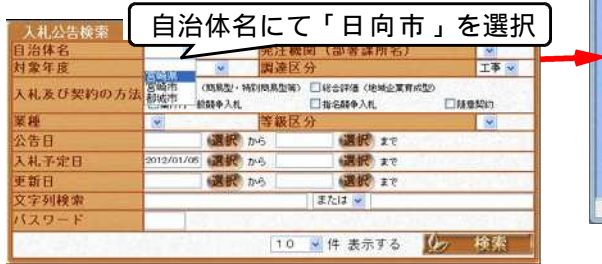 自治体名にて「日向市」を選択
入札公告検索
自治体名 発注機関（部署課所名）
対象年度 調達区分 工事
宮崎県
宮崎市
都城市
入札及び契約の方法 （簡易型・特別簡易型等） 総合評価（地域企業育成型）
般競争入札 指名競争入札 随意契約
業種 等級区分
公告日 選択 から 選択 まで
入札予定日 2012/01/05 選択 から 選択 まで
更新日 選択 から 選択 まで
文字列検索 または
パスワード
10 件 表示する 検索